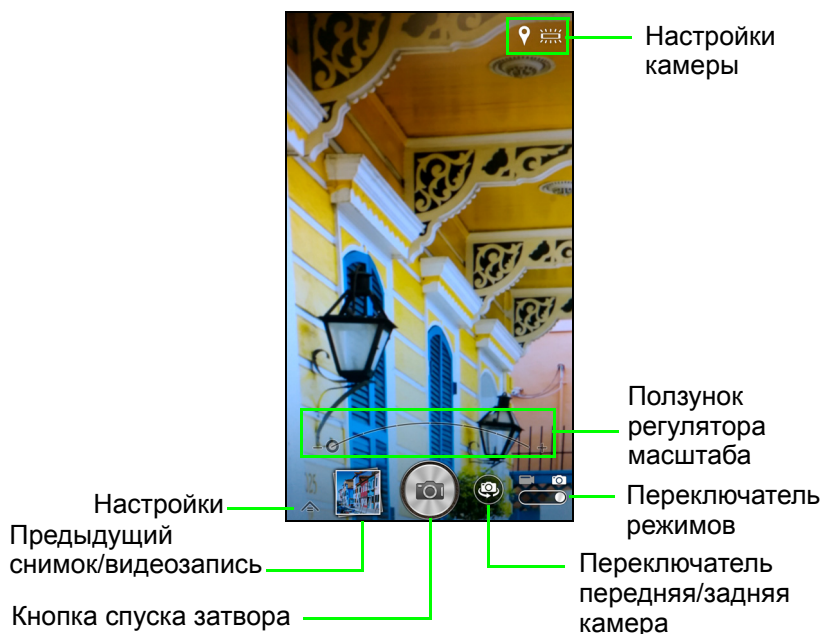 Настройки
камеры
Ползунок
регулятора
масштаба
Настройки
Переключатель
режимов
Предыдущий
снимок/видеозапись
Переключатель
передняя/задняя
камера
Кнопка спуска затвора